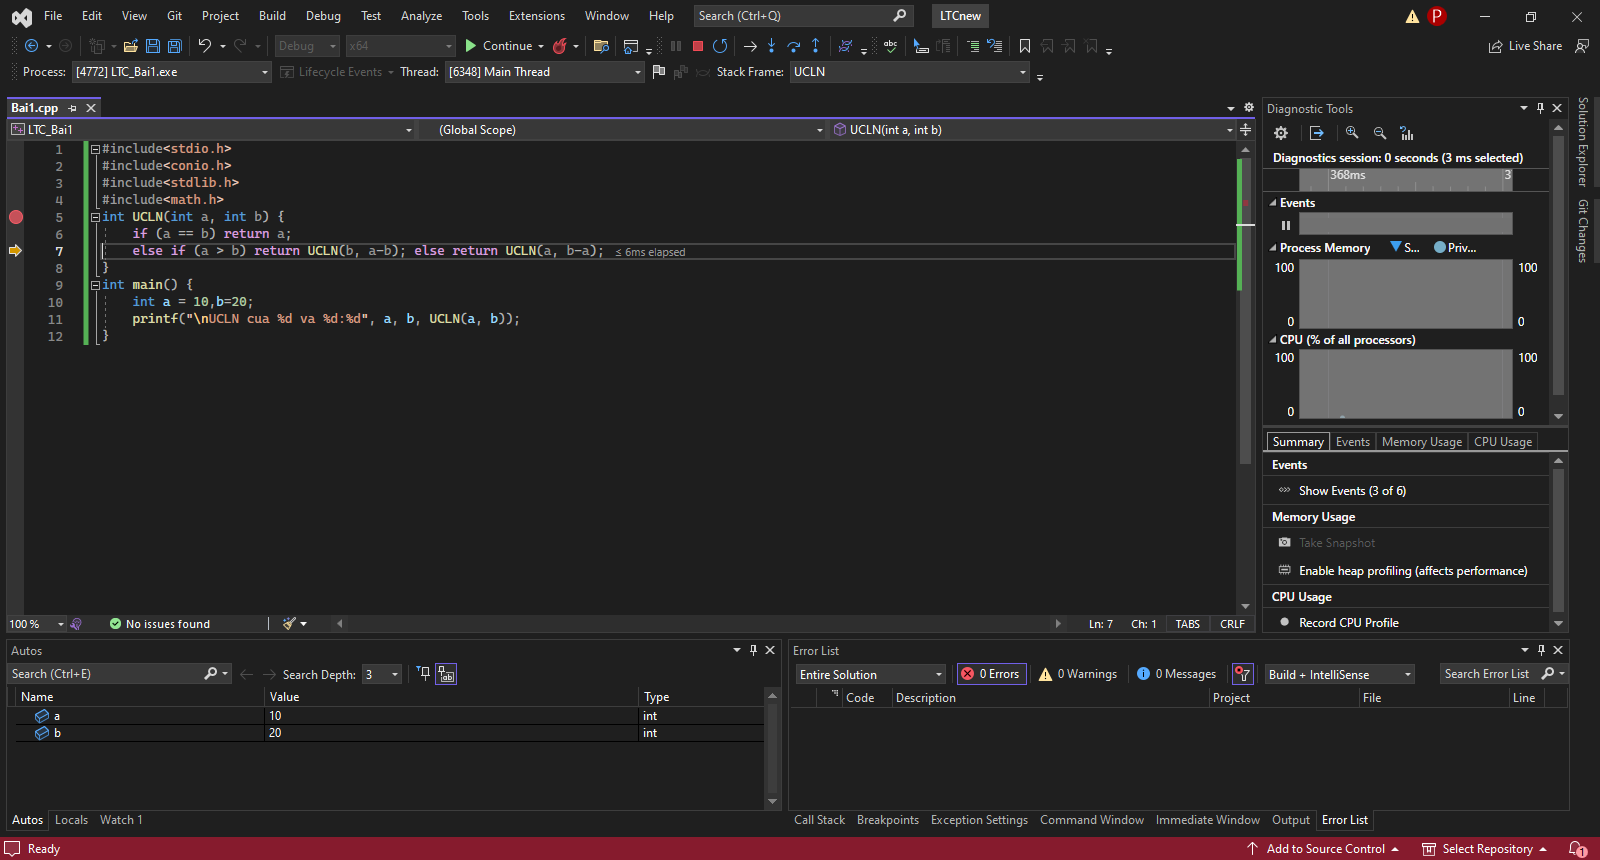 File Edit View Git Project Build Debug Test Analyze Tools Extensions Window Help Search (Ctrl+Q) LTCnew P
Debug x64 Continue Live Share
Process: [4772] LTC_Bai1.exe Lifecycle Events Thread: [6348] Main Thread Stack Frame: UCLN
Bai1.cpp
LTC_Bai1 (Global Scope) UCLN(int a, int b)
1 #include<stdio.h>
2 #include<conio.h>
3 #include<stdlib.h>
4 #include<math.h>
5 int UCLN(int a, int b) {
6 if (a == b) return a;
7 else if (a > b) return UCLN(b, a-b); else return UCLN(a, b-a); ≤ 6ms elapsed
8 }
9 int main() {
10 int a = 10,b=20;
11 printf("\nUCLN cua %d va %d:%d", a, b, UCLN(a, b));
12 }
100 % No issues found Ln: 7 Ch: 1 TABS CRLF
Diagnostic Tools
Diagnostics session: 0 seconds (3 ms selected)
368ms 3
Events
Process Memory S... Priv...
100 100
0 0
CPU (% of all processors)
100 100
0 0
Summary Events Memory Usage CPU Usage
Events
Show Events (3 of 6)
Memory Usage
Take Snapshot
Enable heap profiling (affects performance)
CPU Usage
Record CPU Profile
Solution Explorer
Git Changes
Autos
Search (Ctrl+E) Search Depth: 3
Name Value Type
a 10 int
b 20 int
Autos Locals Watch 1
Error List
Entire Solution 0 Errors 0 Warnings 0 Messages Build + IntelliSense Search Error List
Code Description Project File Line
Call Stack Breakpoints Exception Settings Command Window Immediate Window Output Error List
Ready Add to Source Control Select Repository 1